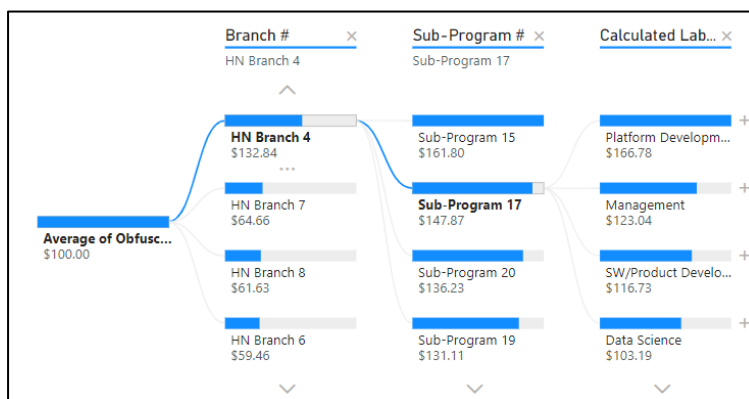 Branch #
HN Branch 4
Sub-Program #
Sub-Program 17
Calculated Lab...
Average of Obfusc...
$100.00
HN Branch 4
$132.84
HN Branch 7
$64.66
HN Branch 8
$61.63
HN Branch 6
$59.46
Sub-Program 15
$161.80
Sub-Program 17
$147.87
Sub-Program 20
$136.23
Sub-Program 19
$131.11
Platform Developm...
$166.78
Management
$123.04
SW/Product Develo...
$116.73
Data Science
$103.19